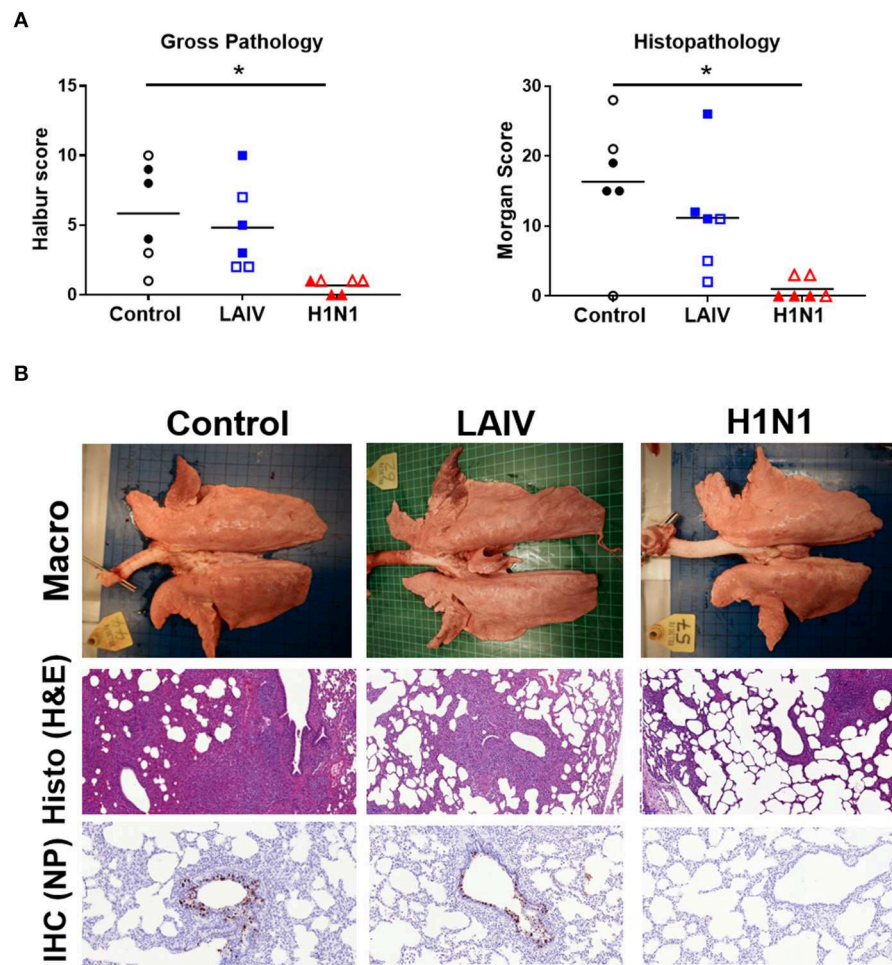 A
Gross Pathology
*
Halbur score
15
10
5
0
Control LAIV H1N1
Histopathology
*
Morgan Score
30
20
10
0
Control LAIV H1N1
B
Control LAIV H1N1
Macro
57
Histo (H&E)
IHC (NP)